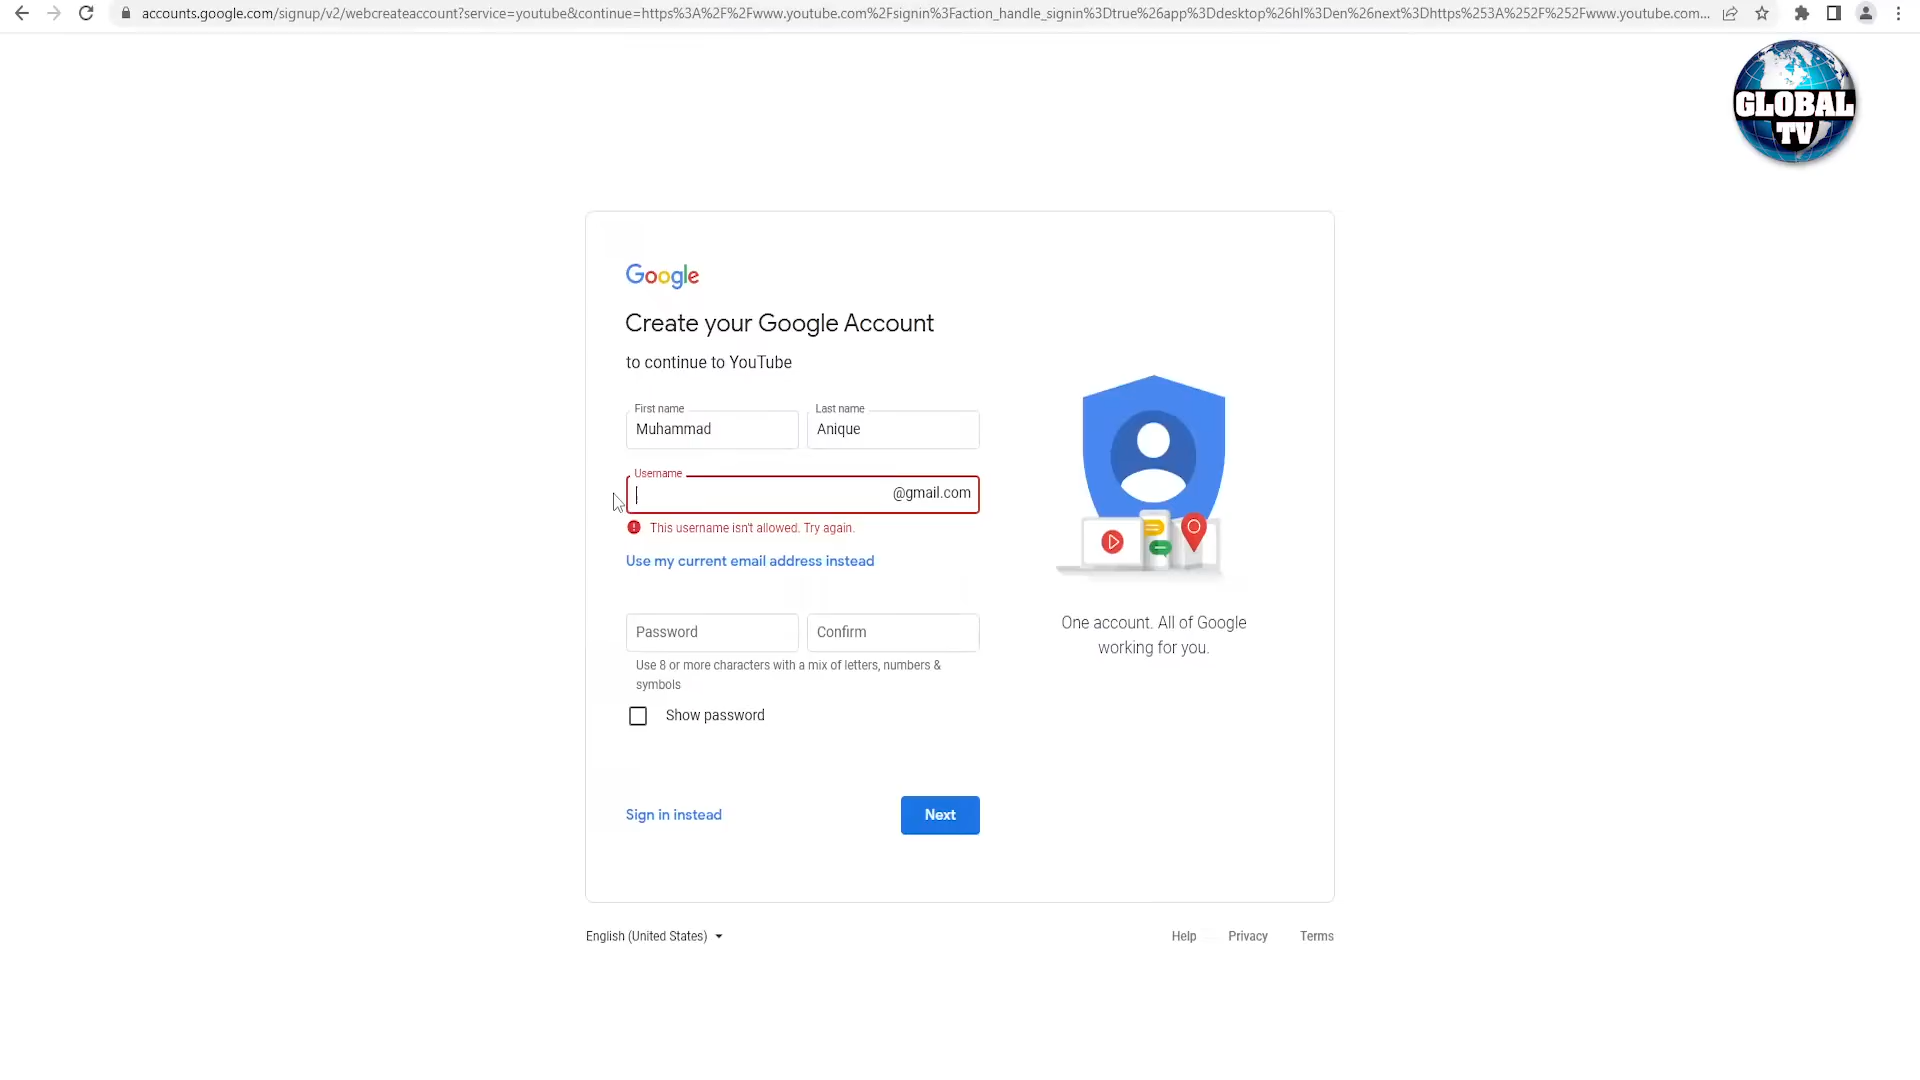 accounts.google.com/signup/v2/webcreateaccount?service=youtube&continue=https%3A%2F%2Fwww.youtube.com%2Fsignin%3Faction_handle_signin%3Dtrue%26app%3Ddesktop%26hl%3Den%26next%3Dhttps%253A%252F%252Fwww.youtube.com...
GLOBAL
TV
Google
Create your Google Account
to continue to YouTube
First name
Last name
Muhammad
Anique
Username
@gmail.com
This username isn't allowed. Try again.
Use my current email address instead
Password
Confirm
Use 8 or more characters with a mix of letters, numbers &
symbols
Show password
One account. All of Google
working for you.
Sign in instead
Next
English (United States)
Help
Privacy
Terms